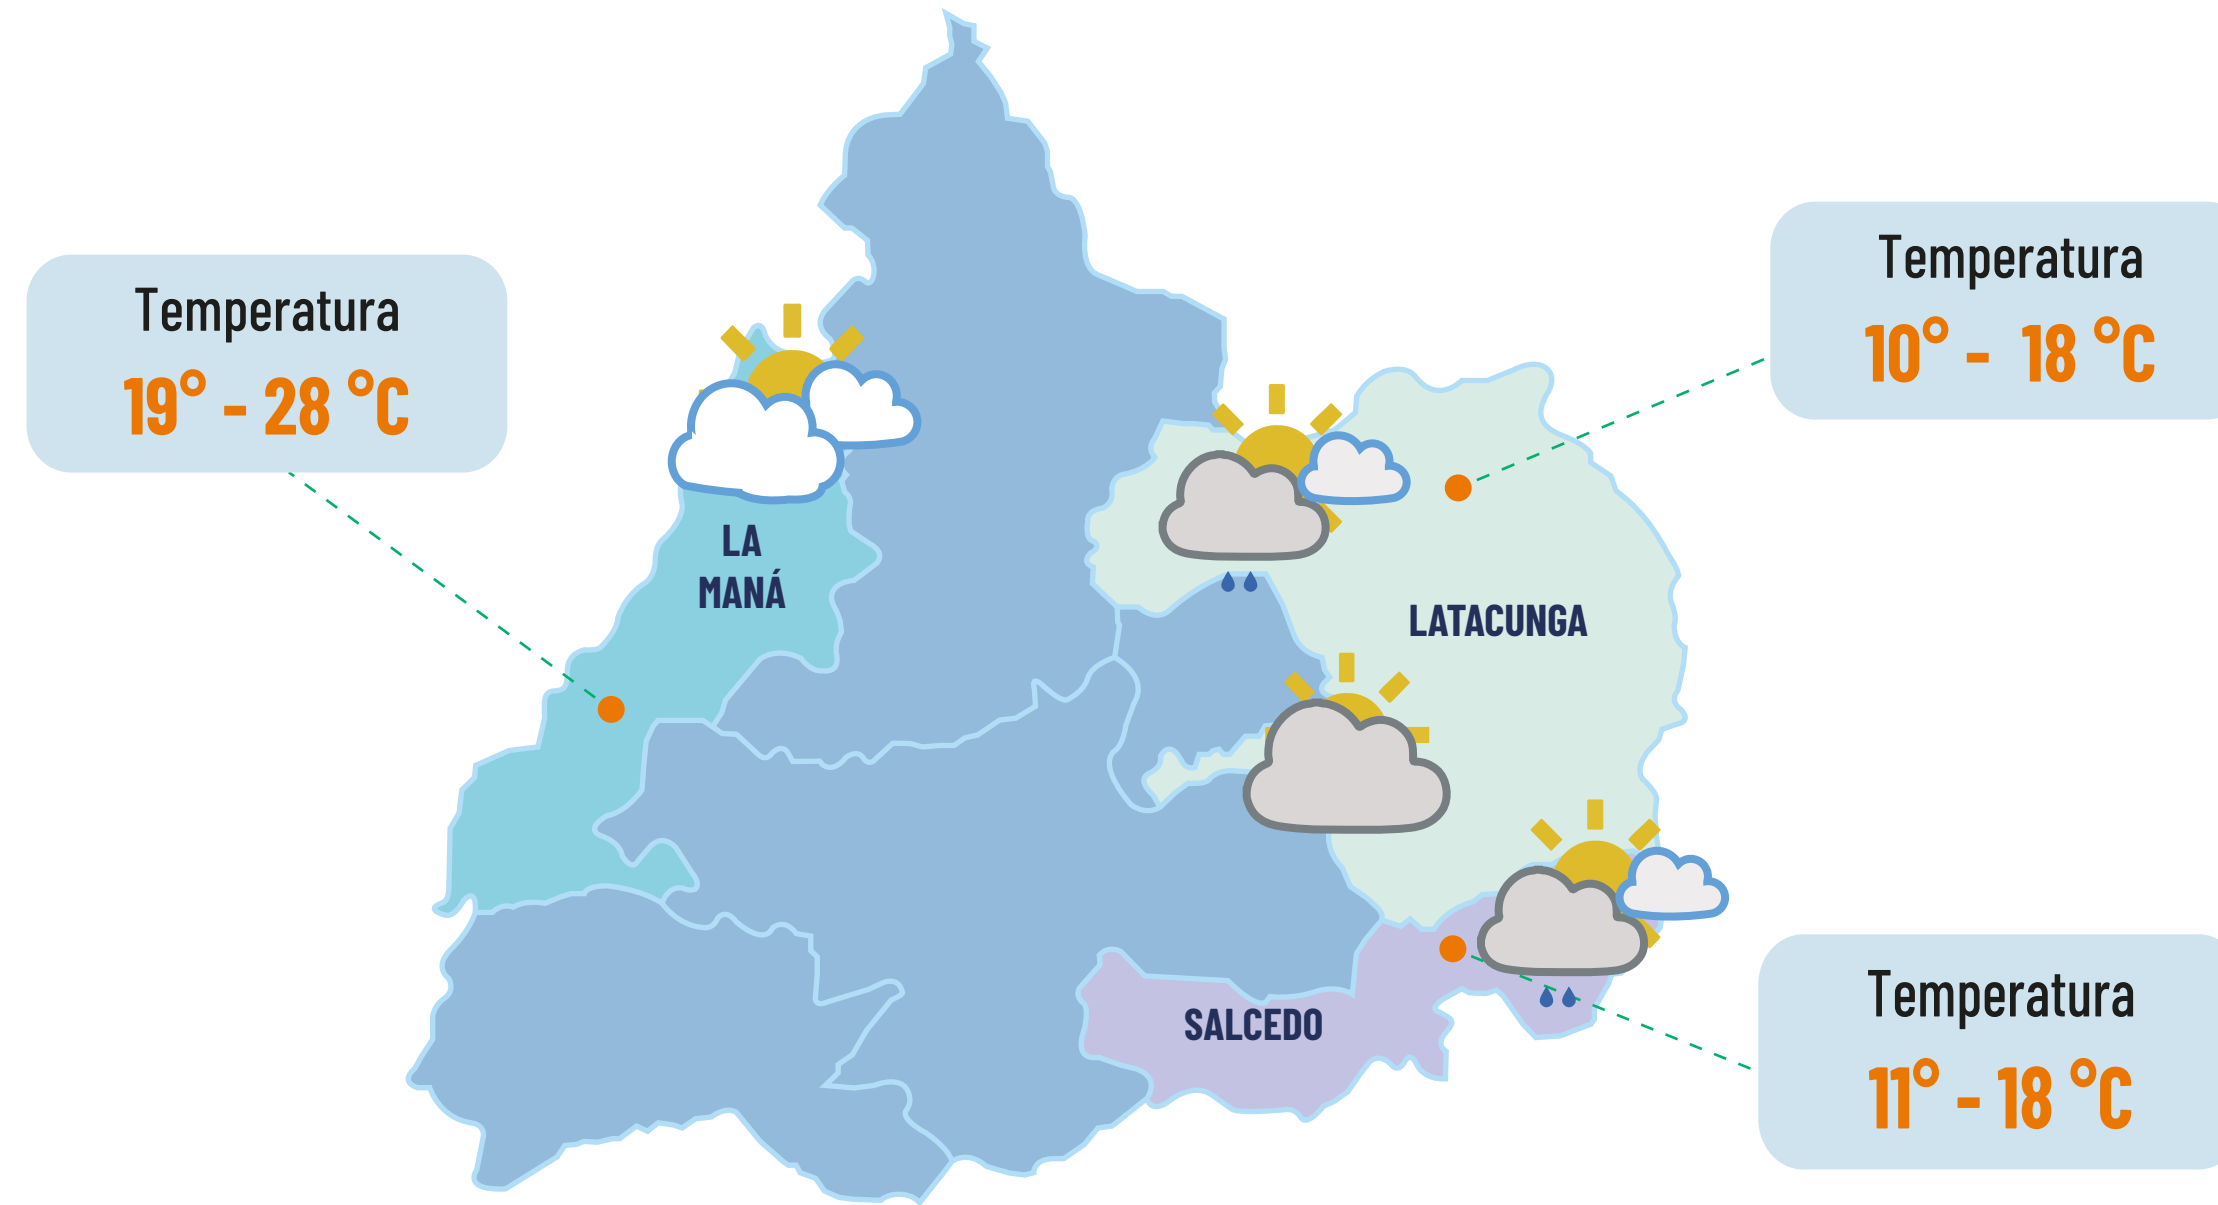 Temperatura
19° - 28 °C
Temperatura
10° - 18 °C
LA
MANÁ
LATACUNGA
SALCEDO
Temperatura
11° - 18 °C